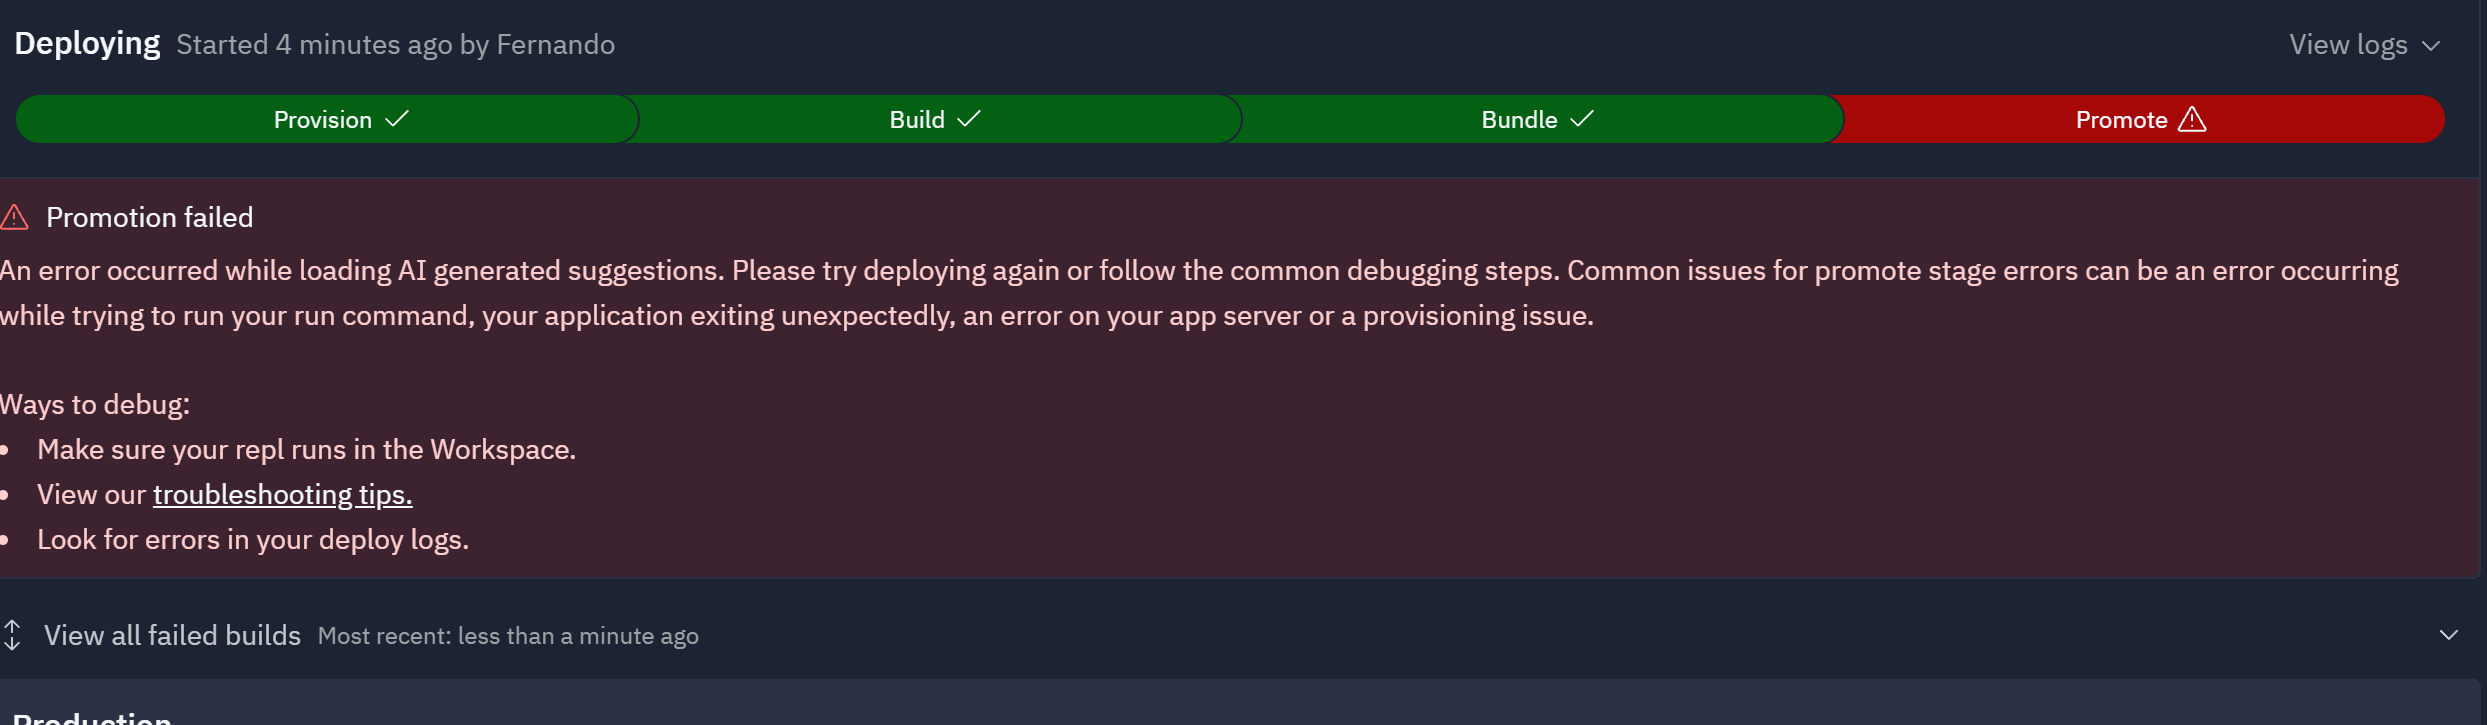 Deploying Started 4 minutes ago by Fernando
View logs
Provision
Build
Bundle
Promote
Promotion failed
An error occurred while loading AI generated suggestions. Please try deploying again or follow the common debugging steps. Common issues for promote stage errors can be an error occurring
while trying to run your run command, your application exiting unexpectedly, an error on your app server or a provisioning issue.
Ways to debug:
• Make sure your repl runs in the Workspace.
• View our troubleshooting tips.
• Look for errors in your deploy logs.
View all failed builds Most recent: less than a minute ago
Production